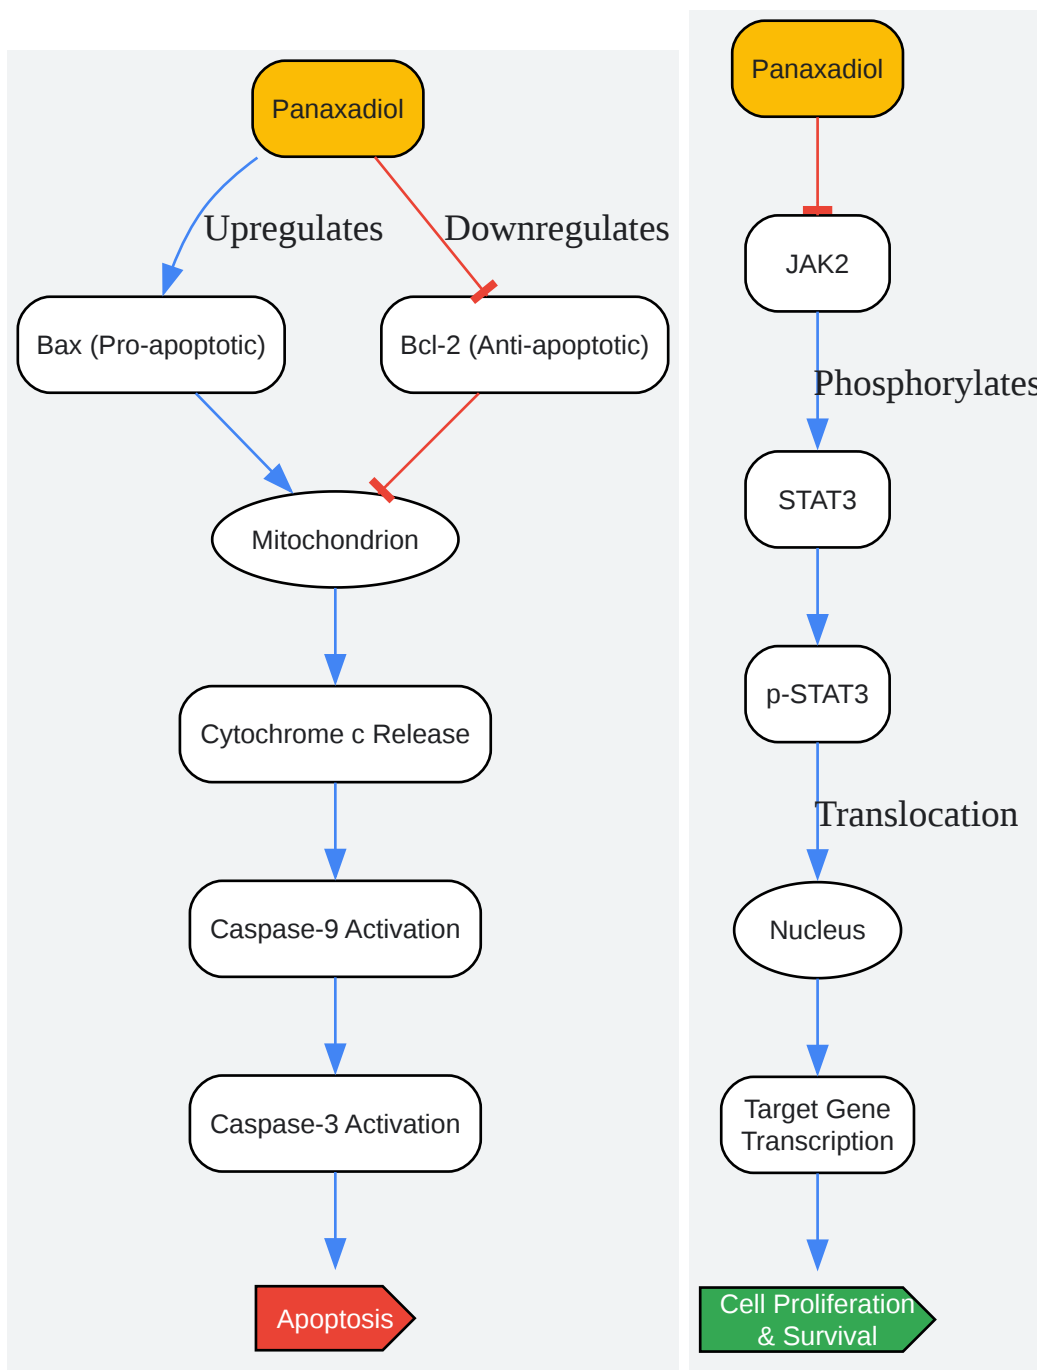 Panaxadiol
Upregulates
Downregulates
Bax (Pro-apoptotic)
Bcl-2 (Anti-apoptotic)
Mitochondrion
Cytochrome c Release
Caspase-9 Activation
Caspase-3 Activation
Apoptosis
Panaxadiol
JAK2
Phosphorylates
STAT3
p-STAT3
Translocation
Nucleus
Target Gene
Transcription
Cell Proliferation
& Survival